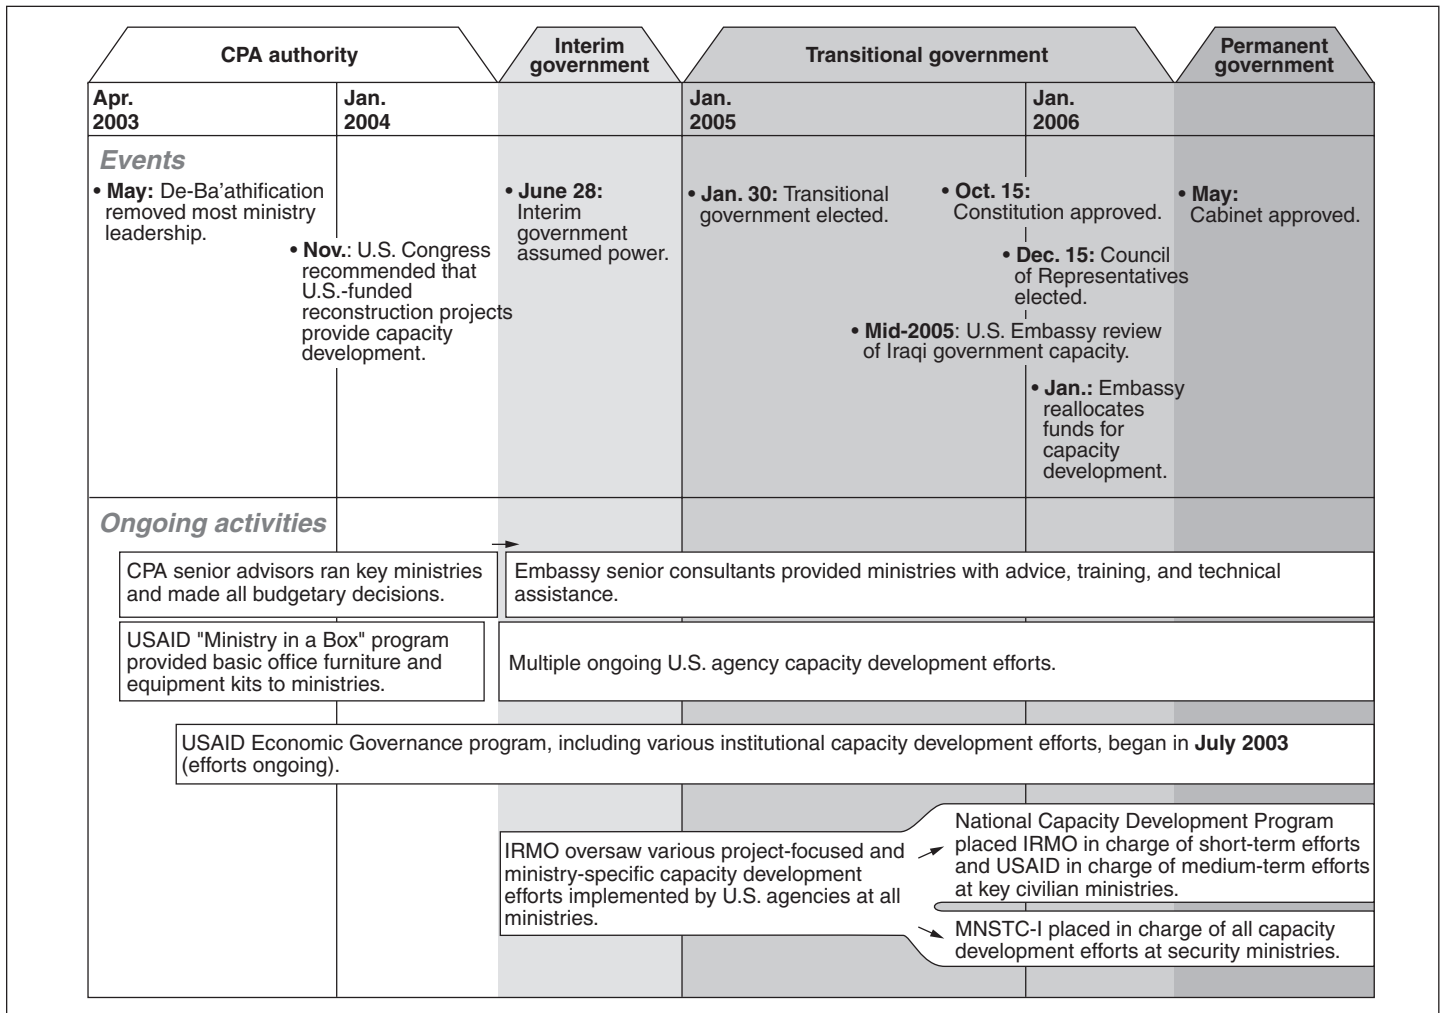 CPA authority
Interim
government
Transitional government
Permanent
government
Apr.
2003
Jan.
2004
Jan.
2005
Jan.
2006
Events
• May: De-Ba'athification
removed most ministry
leadership.
• Nov.: U.S. Congress
recommended that
U.S.-funded
reconstruction projects
provide capacity
development.
• June 28:
Interim
government
assumed power.
• Jan. 30: Transitional
government elected.
• Oct. 15:
Constitution approved.
• Dec. 15: Council
of Representatives
elected.
• Mid-2005: U.S. Embassy review
of Iraqi government capacity.
• Jan.: Embassy
reallocates
funds for
capacity
development.
• May:
Cabinet approved.
Ongoing activities
CPA senior advisors ran key ministries
and made all budgetary decisions.
Embassy senior consultants provided ministries with advice, training, and technical
assistance.
USAID "Ministry in a Box" program
provided basic office furniture and
equipment kits to ministries.
Multiple ongoing U.S. agency capacity development efforts.
USAID Economic Governance program, including various institutional capacity development efforts, began in July 2003
(efforts ongoing).
IRMO oversaw various project-focused and
ministry-specific capacity development
efforts implemented by U.S. agencies at all
ministries.
National Capacity Development Program
placed IRMO in charge of short-term efforts
and USAID in charge of medium-term efforts
at key civilian ministries.
MNSTC-I placed in charge of all capacity
development efforts at security ministries.